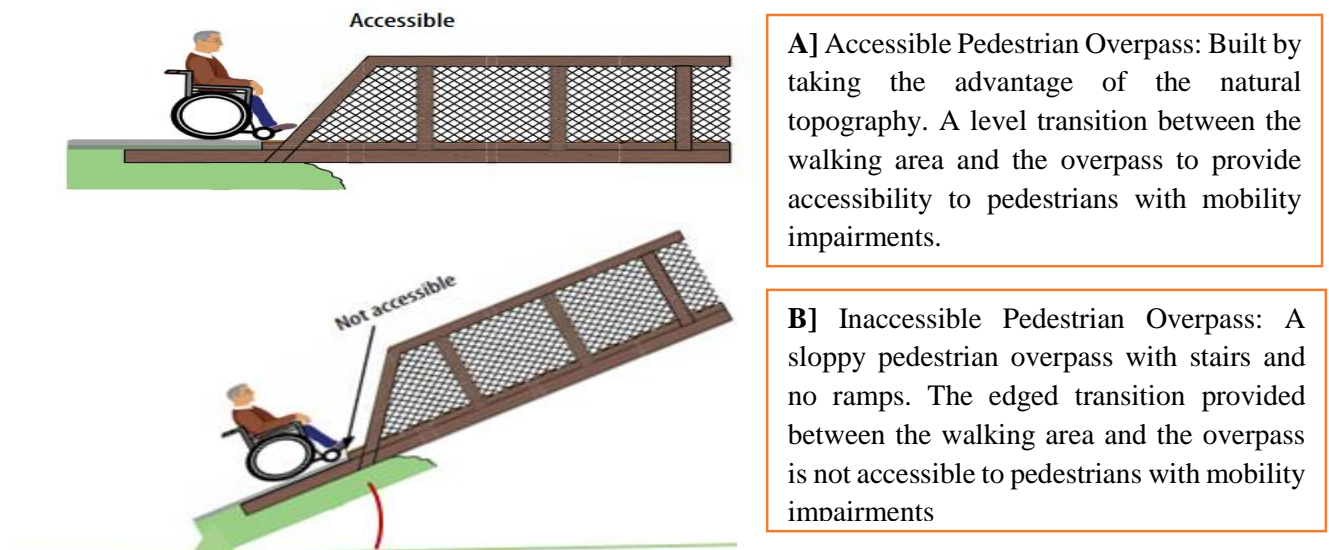 Accessible
A] Accessible Pedestrian Overpass: Built by
taking the advantage of the natural
topography. A level transition between the
walking area and the overpass to provide
accessibility to pedestrians with mobility
impairments.
Not accessible
B] Inaccessible Pedestrian Overpass: A
sloppy pedestrian overpass with stairs and
no ramps. The edged transition provided
between the walking area and the overpass
is not accessible to pedestrians with mobility
impairments